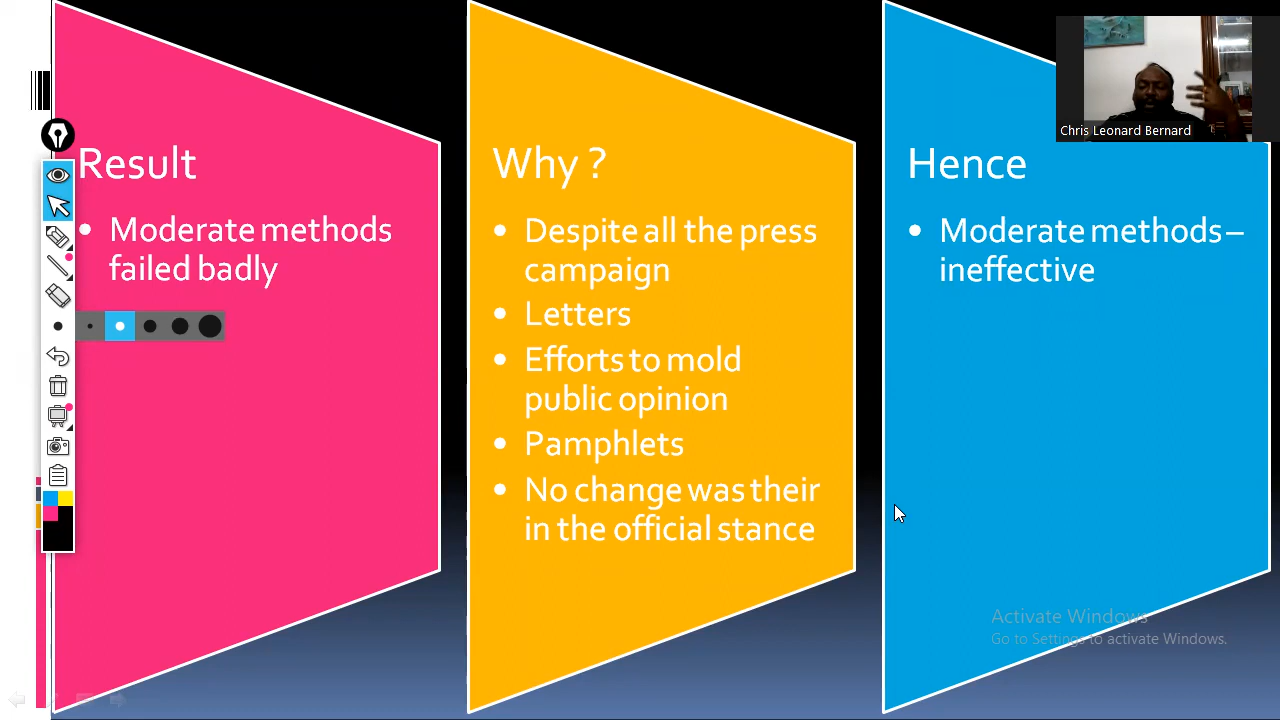 Result
• Moderate methods
failed badly
Why ?
• Despite all the press
campaign
• Letters
• Efforts to mold
public opinion
• Pamphlets
• No change was their
in the official stance
Hence
• Moderate methods –
ineffective
Chris Leonard Bernard
Activate Windows
Go to Settings to activate Windows.